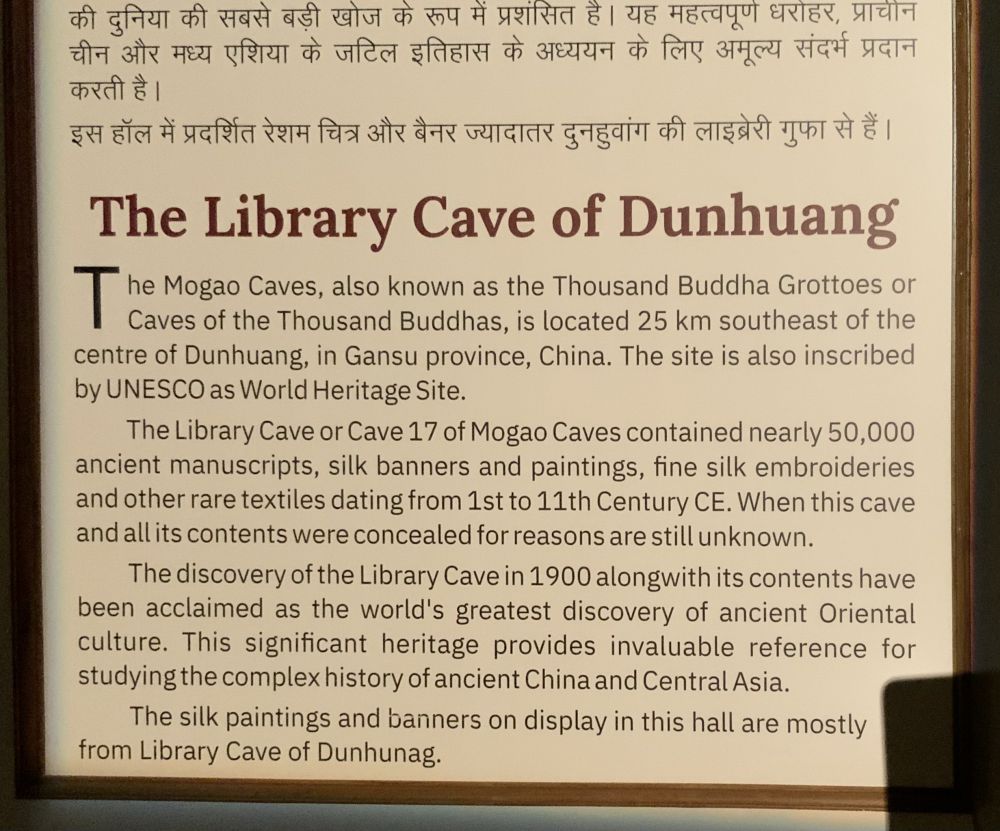 की दुनिया की सबसे बड़ी खोज के रूप में प्रशंसित है। यह महत्वपूर्ण धरोहर, प्राचीन
चीन और मध्य एशिया के जटिल इतिहास के अध्ययन के लिए अमूल्य संदर्भ प्रदान
करती है।
इस हॉल में प्रदर्शित रेशम चित्र और बैनर ज्यादातर दुनहुवांग की लाइब्रेरी गुफा से हैं।
The Library Cave of Dunhuang
The Mogao Caves, also known as the Thousand Buddha Grottoes or
Caves of the Thousand Buddhas, is located 25 km southeast of the
centre of Dunhuang, in Gansu province, China. The site is also inscribed
by UNESCO as World Heritage Site.
The Library Cave or Cave 17 of Mogao Caves contained nearly 50,000
ancient manuscripts, silk banners and paintings, fine silk embroideries
and other rare textiles dating from 1st to 11th Century CE. When this cave
and all its contents were concealed for reasons are still unknown.
The discovery of the Library Cave in 1900 alongwith its contents have
been acclaimed as the world's greatest discovery of ancient Oriental
culture. This significant heritage provides invaluable reference for
studying the complex history of ancient China and Central Asia.
The silk paintings and banners on display in this hall are mostly
from Library Cave of Dunhunag.